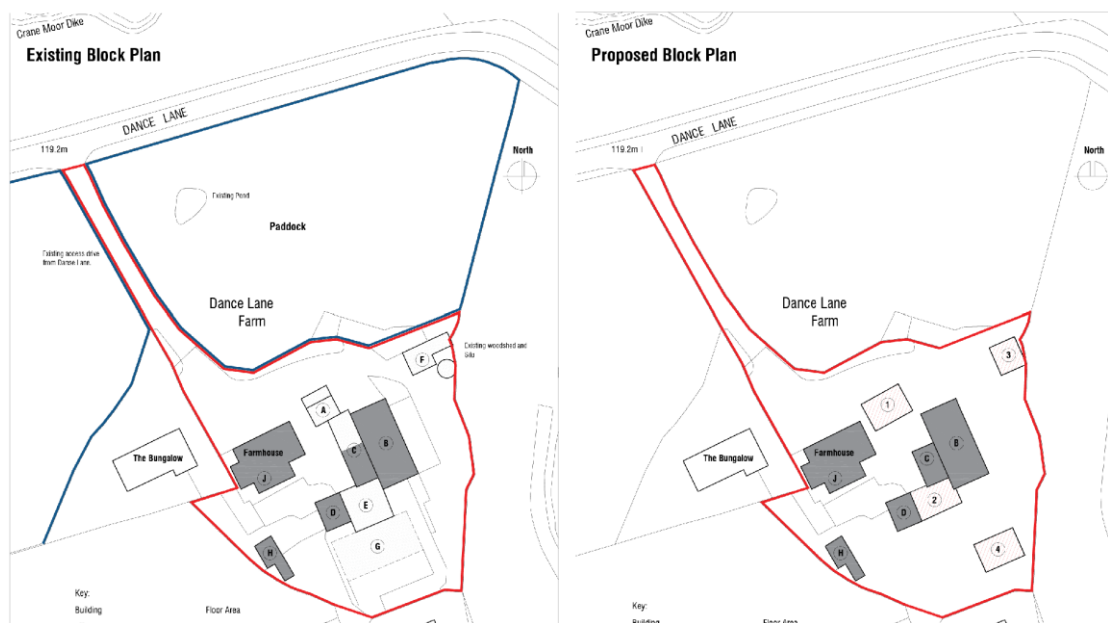 Crane Moor Dike
Existing Block Plan
DANCE LANE
119.2m
North
Existing Pond
Paddock
Existing access drive
from Dance Lane.
Dance Lane
Farm
Existing woodshed and
Silo
F
A
B
C
The Bungalow
Farmhouse
J
E
D
G
H
Key:
Building
Floor Area
Crane Moor Dike
Proposed Block Plan
DANCE LANE
119.2m
North
Dance Lane
Farm
3
1
B
C
The Bungalow
Farmhouse
J
2
D
4
H
Key:
Building
Floor Area